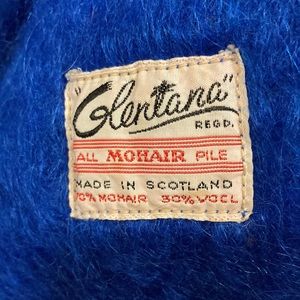 "Glentana"
REGD.
ALL MOHAIR PILE
MADE IN SCOTLAND
70% MOHAIR 30% WOOL